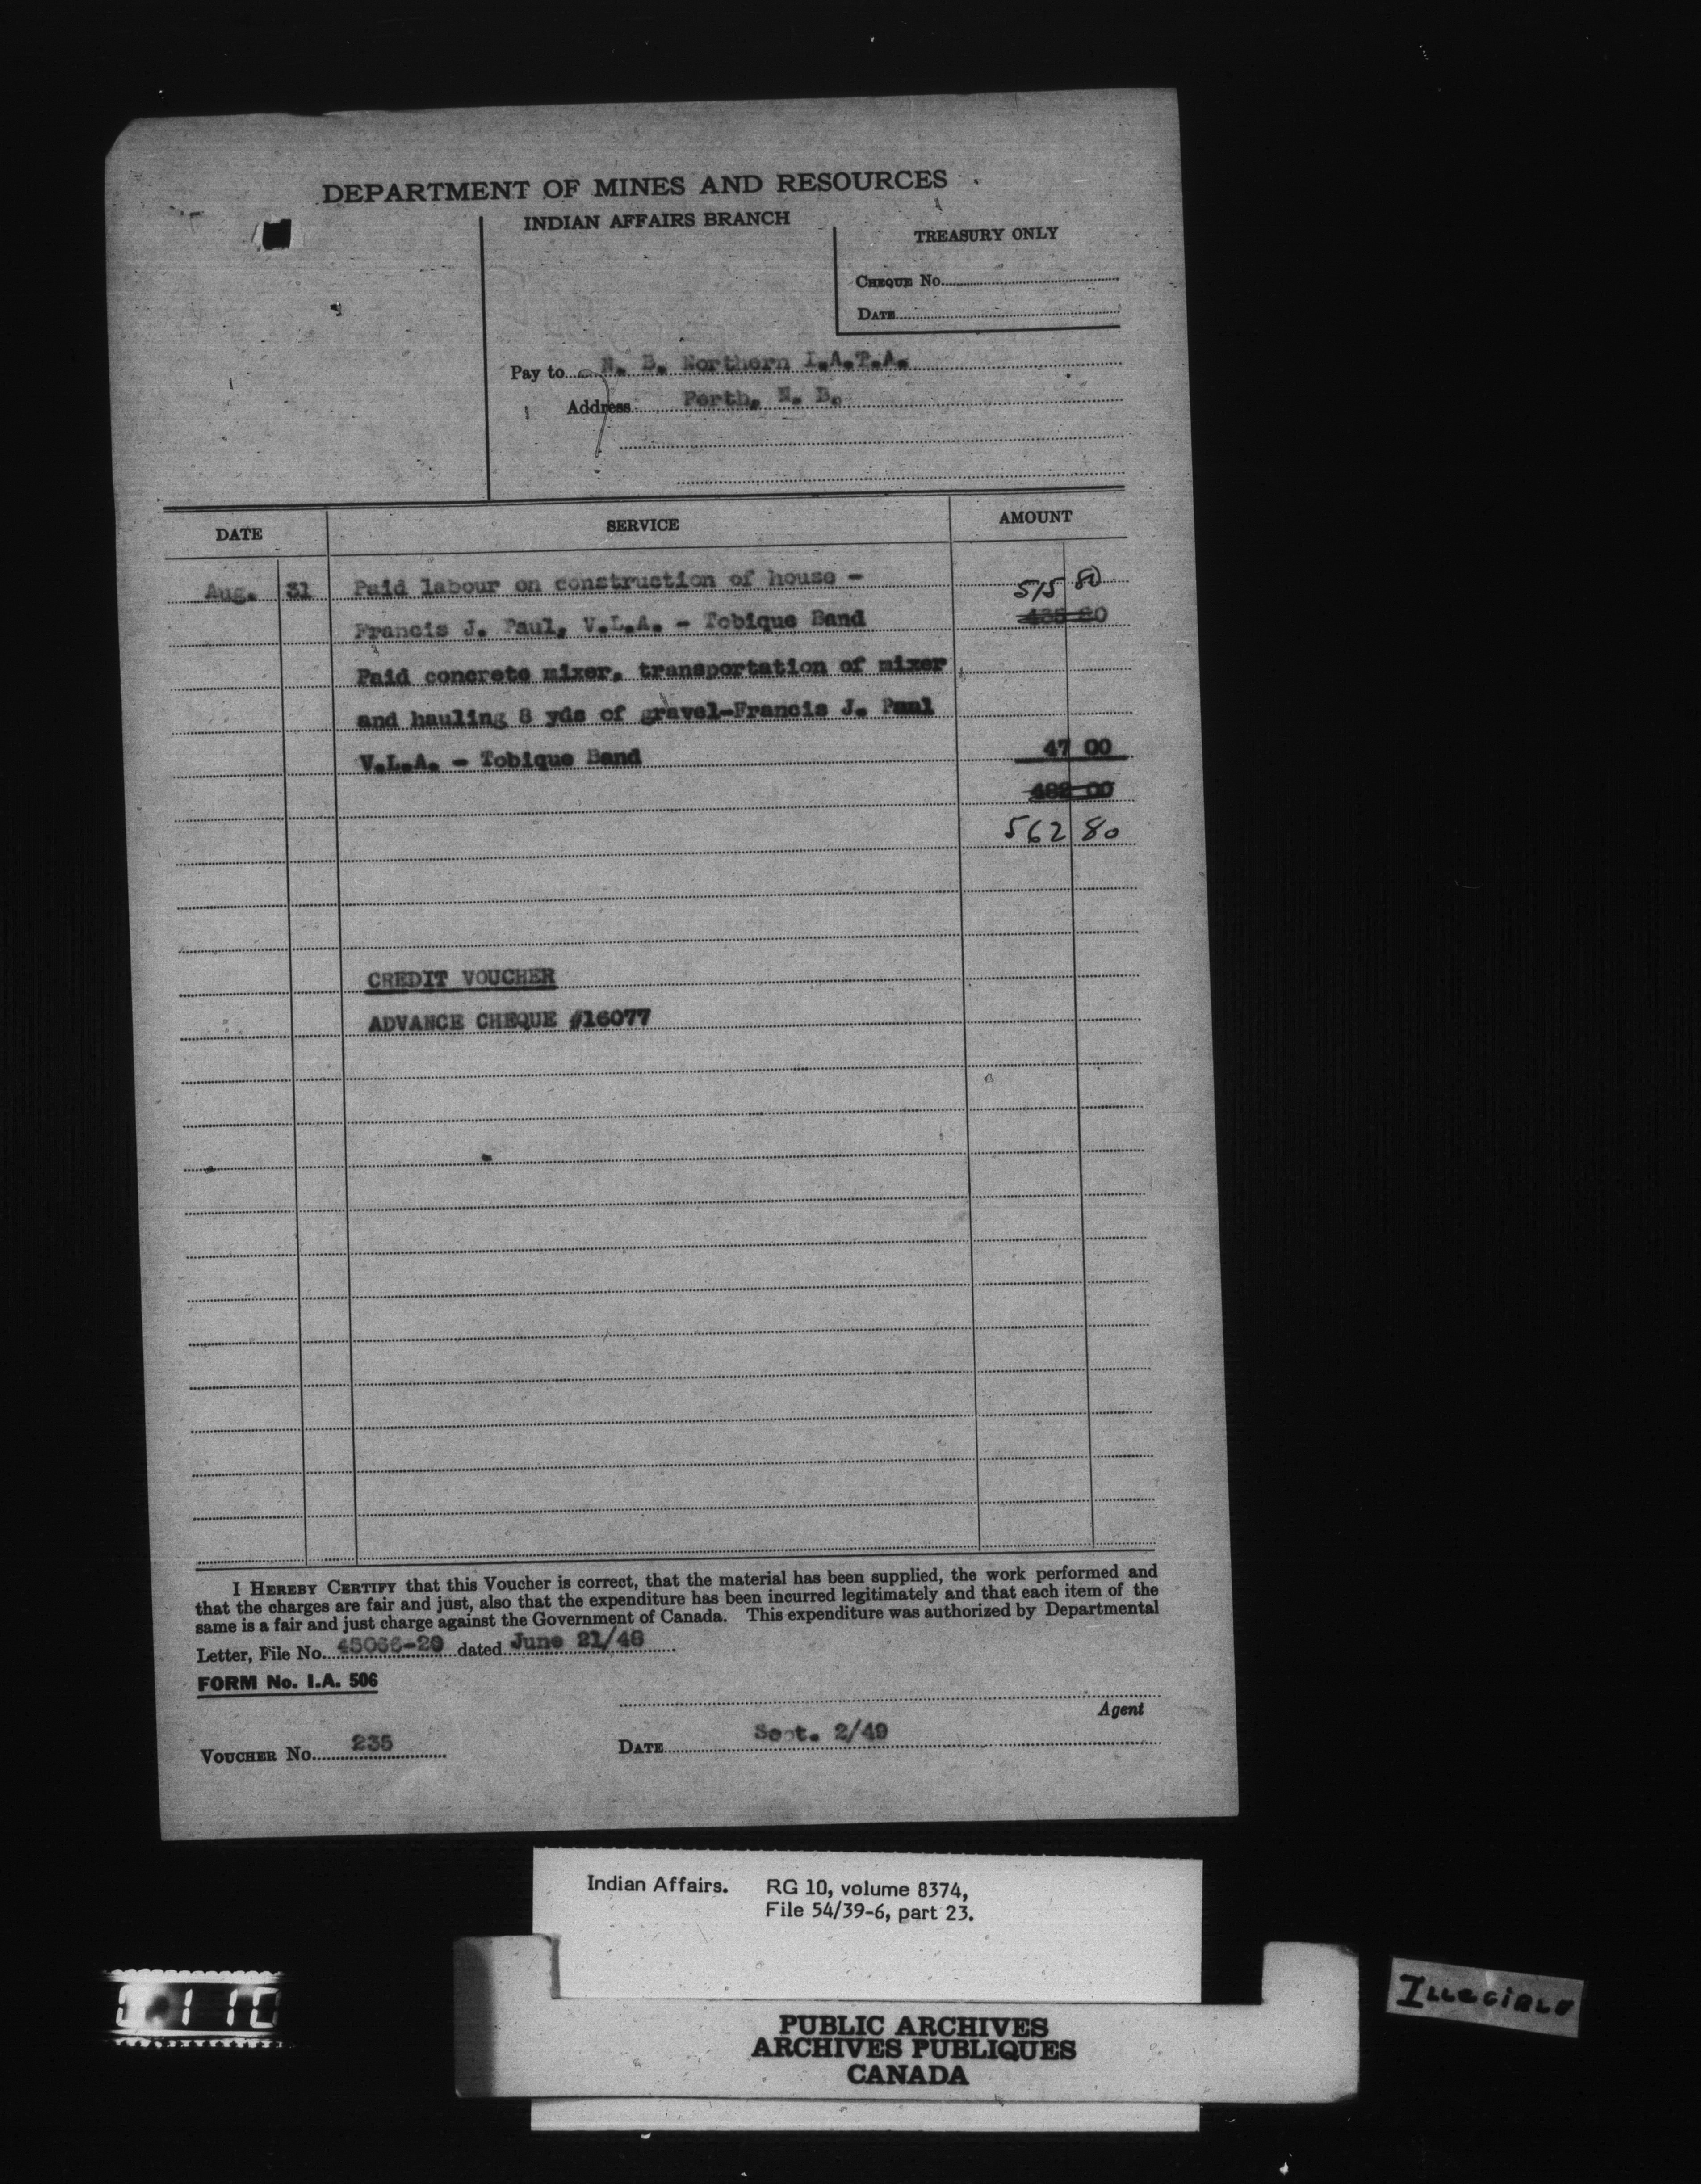 DEPARTMENT OF MINES AND RESOURCES
INDIAN AFFAIRS BRANCH
TREASURY ONLY
CHEQUE No.
DATE
Pay to N. B. Northern I.A.T.A.
Address Perth, N. B.
DATE SERVICE AMOUNT
Aug. 31 Paid labour on construction of house - 515 80
Francis J. Paul, V.L.A. - Tobique Band 435 80
Paid concrete mixer, transportation of mixer
and hauling 8 yds of gravel-Francis J. Paul
V.L.A. - Tobique Band 47 00
482 00
562 80
CREDIT VOUCHER
ADVANCE CHEQUE #16077
I HEREBY CERTIFY that this Voucher is correct, that the material has been supplied, the work performed and
that the charges are fair and just, also that the expenditure has been incurred legitimately and that each item of the
same is a fair and just charge against the Government of Canada. This expenditure was authorized by Departmental
Letter, File No. 45066-20 dated June 21/48
FORM No. I.A. 506
Agent
VOUCHER No. 235 DATE Sept. 2/49
Indian Affairs. RG 10, volume 8374,
File 54/39-6, part 23.
PUBLIC ARCHIVES
ARCHIVES PUBLIQUES
CANADA
ILLEGIBLE